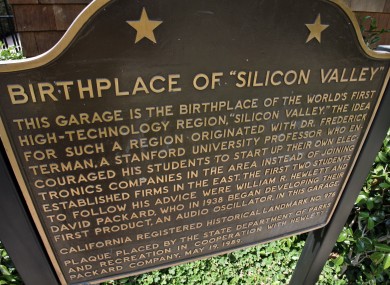 BIRTHPLACE OF "SILICON VALLEY"
THIS GARAGE IS THE BIRTHPLACE OF THE WORLD'S FIRST
HIGH-TECHNOLOGY REGION, "SILICON VALLEY." THE IDEA
FOR SUCH A REGION ORIGINATED WITH DR. FREDERICK
TERMAN, A STANFORD UNIVERSITY PROFESSOR WHO EN-
COURAGED HIS STUDENTS TO START UP THEIR OWN ELEC-
TRONICS COMPANIES IN THE AREA INSTEAD OF JOINING
ESTABLISHED FIRMS IN THE EAST. THE FIRST TWO STUDENTS
TO FOLLOW HIS ADVICE WERE WILLIAM R. HEWLETT AND
DAVID PACKARD, WHO IN 1938 BEGAN DEVELOPING THEIR
FIRST PRODUCT, AN AUDIO OSCILLATOR, IN THIS GARAGE.
CALIFORNIA REGISTERED HISTORICAL LANDMARK NO. 976
PLAQUE PLACED BY THE STATE DEPARTMENT OF PARKS
AND RECREATION IN COOPERATION WITH HEWLETT-
PACKARD COMPANY, MAY 19, 1989.